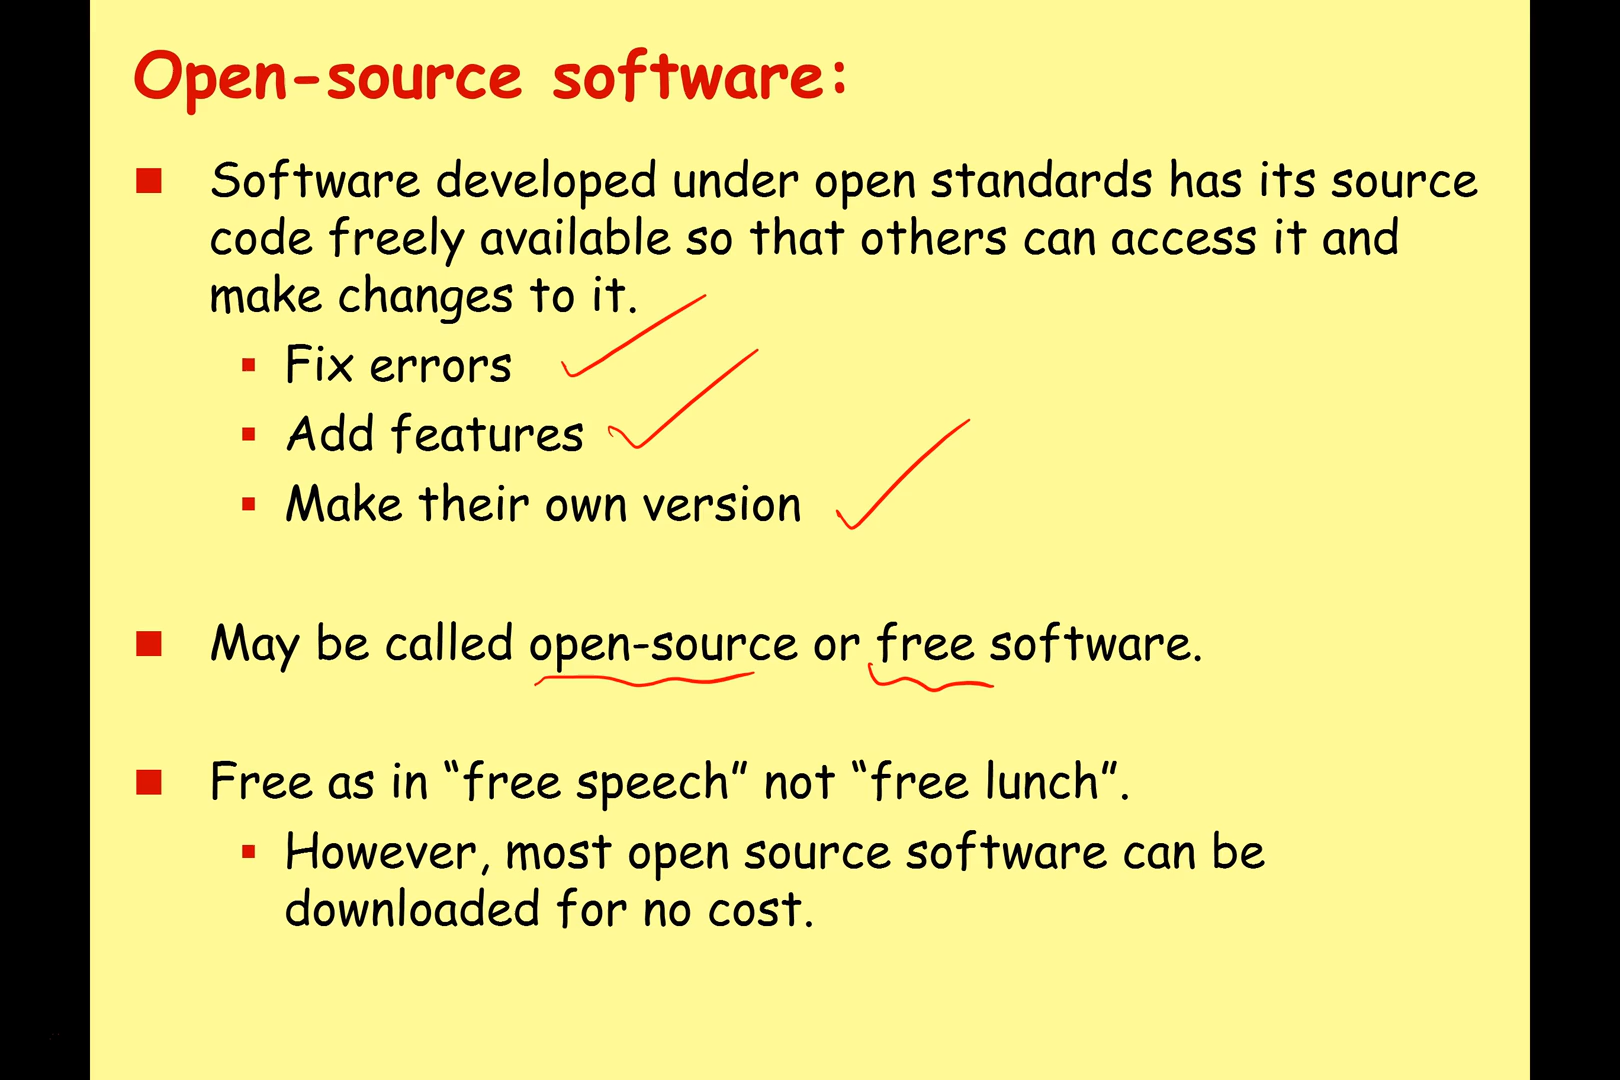 Open-source software:
Software developed under open standards has its source
code freely available so that others can access it and
make changes to it.
Fix errors
Add features
Make their own version
May be called open-source or free software.
Free as in “free speech” not “free lunch”.
However, most open source software can be
downloaded for no cost.